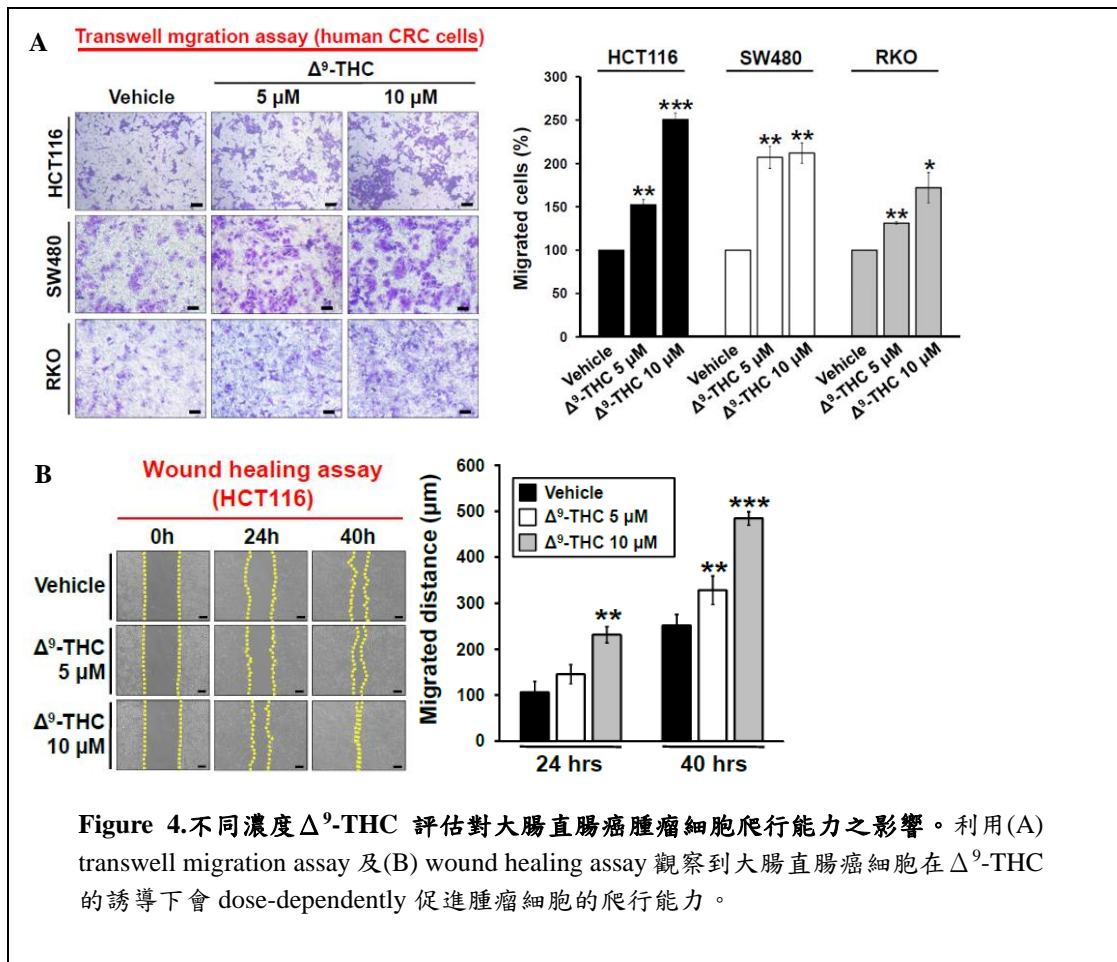 A
Transwell mgration assay (human CRC cells)
Δ⁹-THC
Vehicle 5 µM 10 µM
HCT116
SW480
RKO
HCT116 SW480 RKO
Migrated cells (%)
300
250
200
150
100
50
0
*** ** ** ** * **
Vehicle
Δ⁹-THC 5 µM
Δ⁹-THC 10 µM
Vehicle
Δ⁹-THC 5 µM
Δ⁹-THC 10 µM
Vehicle
Δ⁹-THC 5 µM
Δ⁹-THC 10 µM
B
Wound healing assay
(HCT116)
0h 24h 40h
Vehicle
Δ⁹-THC
5 µM
Δ⁹-THC
10 µM
Migrated distance (µm)
600
500
400
300
200
100
0
Vehicle
Δ⁹-THC 5 µM
Δ⁹-THC 10 µM
** ** ***
24 hrs 40 hrs
Figure 4.不同濃度Δ⁹-THC 評估對大腸直腸癌腫瘤細胞爬行能力之影響。利用(A)
transwell migration assay 及(B) wound healing assay 觀察到大腸直腸癌細胞在Δ⁹-THC
的誘導下會 dose-dependently 促進腫瘤細胞的爬行能力。